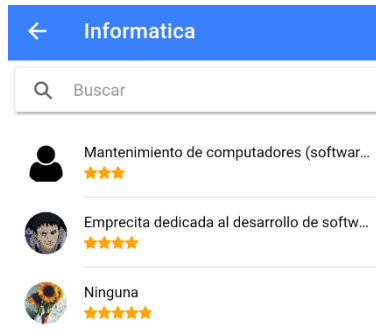 Informatica
Buscar
Mantenimiento de computadores (softwar...
Emprecita dedicada al desarrollo de softw...
Ninguna